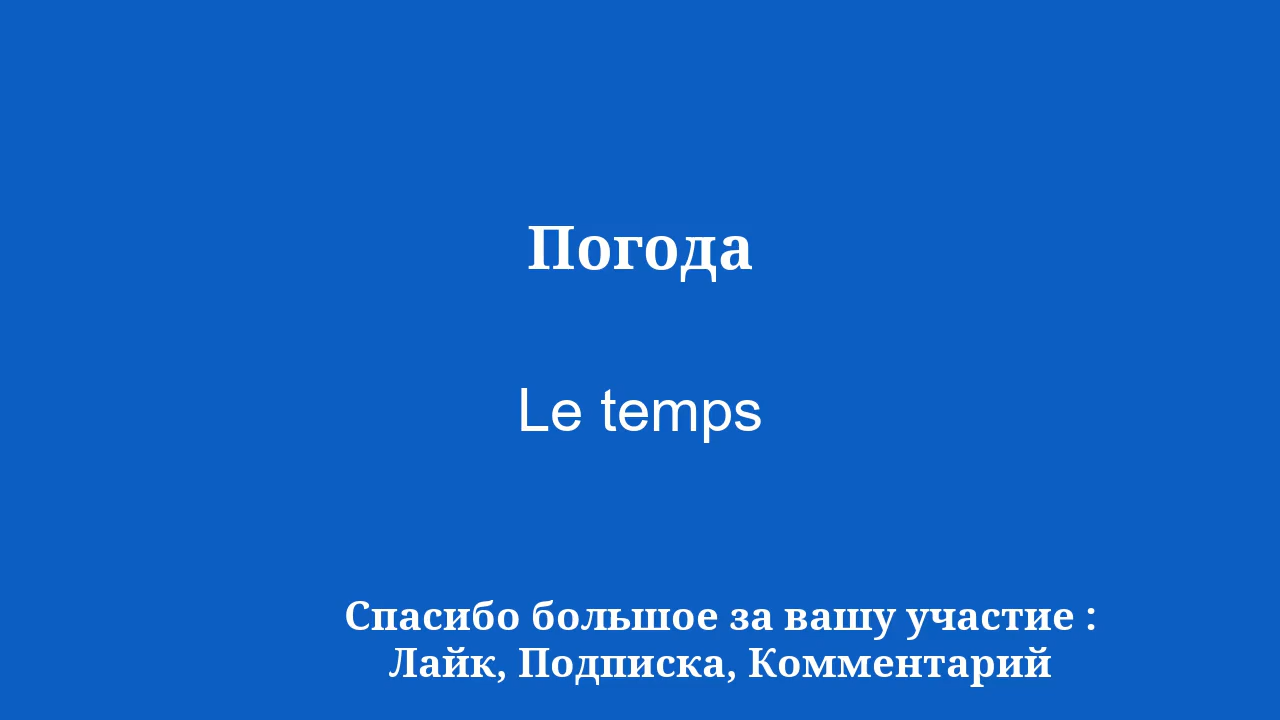 Погода
Le temps
Спасибо большое за вашу участие :
Лайк, Подписка, Комментарий